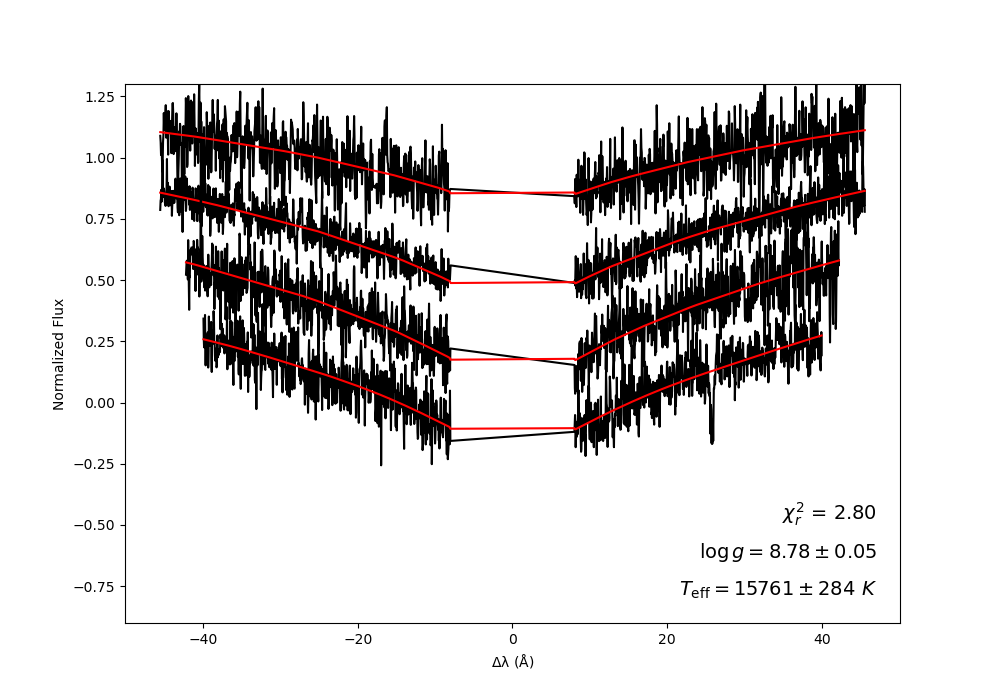 Normalized Flux
1.25
1.00
0.75
0.50
0.25
0.00
−0.25
−0.50
−0.75
χ²ᵣ = 2.80
log g = 8.78 ± 0.05
T_eff = 15761 ± 284 K
−40
−20
0
20
40
Δλ (Å)